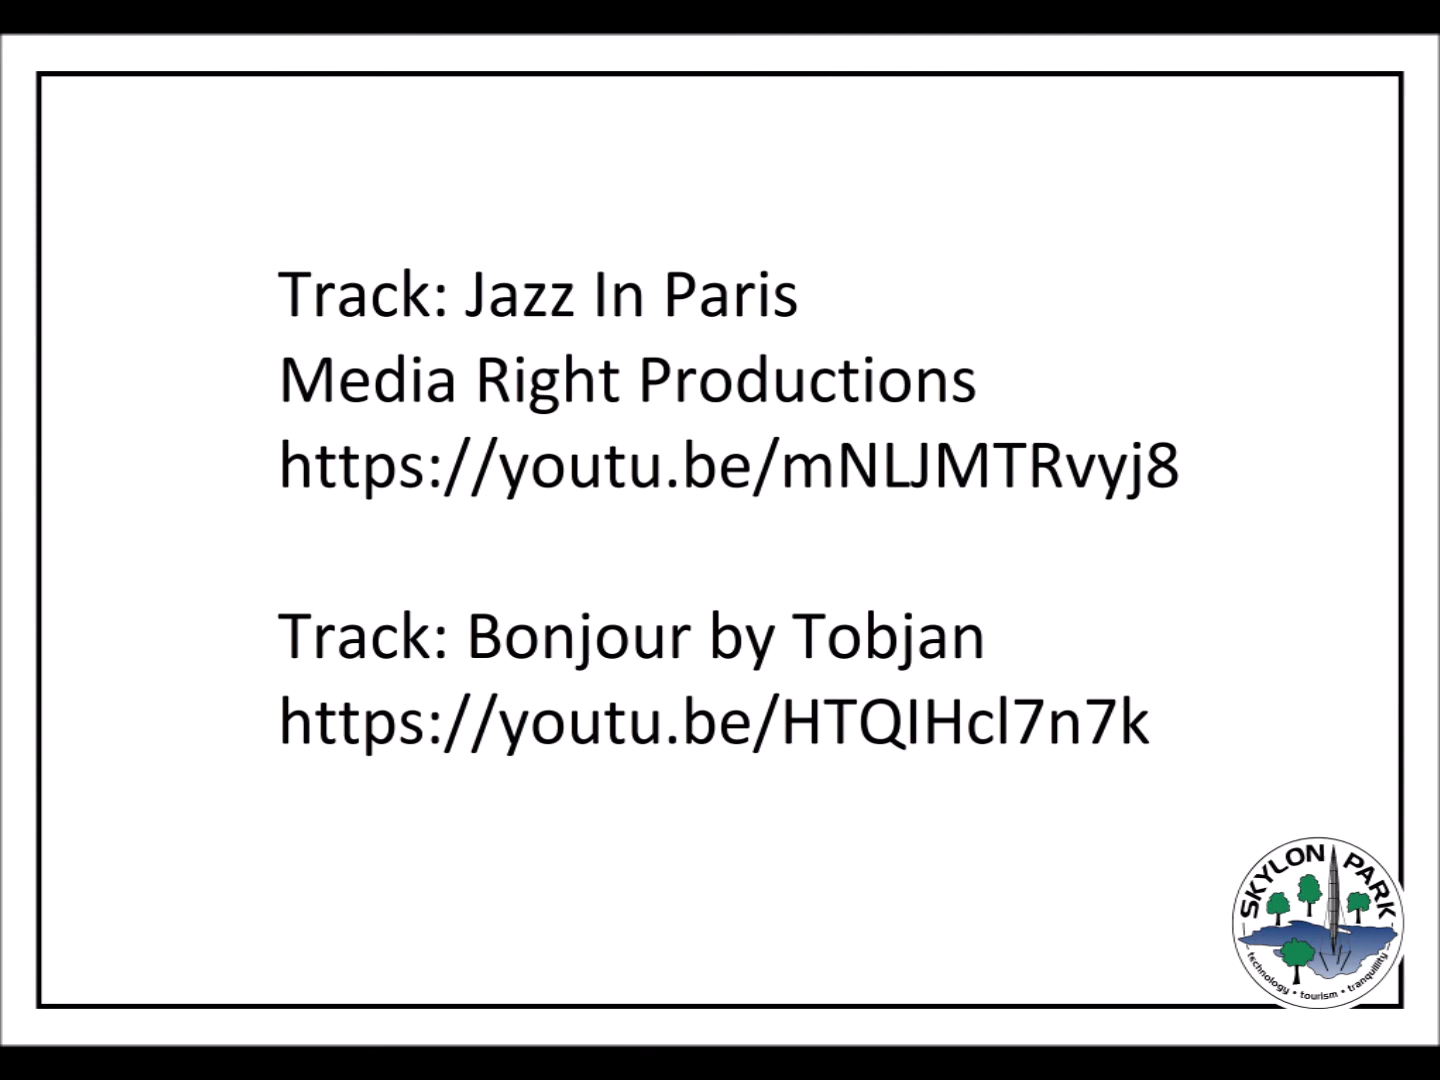 Track: Jazz In Paris
Media Right Productions
https://youtu.be/mNLJMTRvyj8
Track: Bonjour by Tobjan
https://youtu.be/HTQIHcl7n7k
SKYLON PARK
technology • tourism • tranquillity